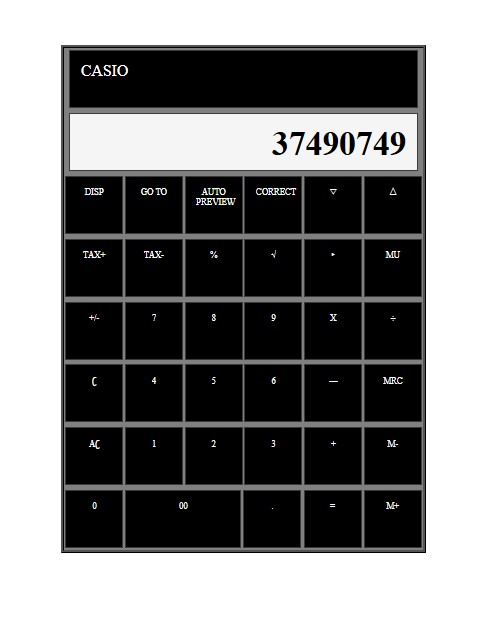 CASIO
37490749
DISP GO TO AUTO PREVIEW CORRECT ▽ △
TAX+ TAX- % √ ‣ MU
+/- 7 8 9 X ÷
C 4 5 6 — MRC
AC 1 2 3 + M-
0 00 . = M+